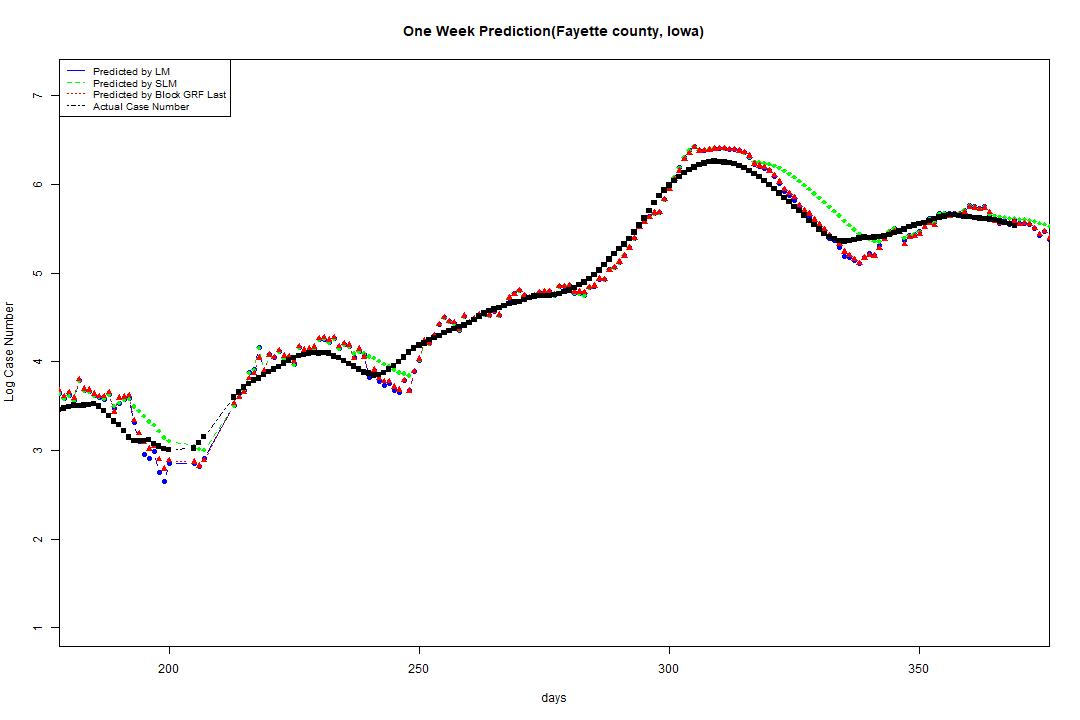 One Week Prediction(Fayette county, Iowa)
Predicted by LM
Predicted by SLM
Predicted by Block GRF Last
Actual Case Number
7
6
5
4
3
2
1
Log Case Number
200 250 300 350
days